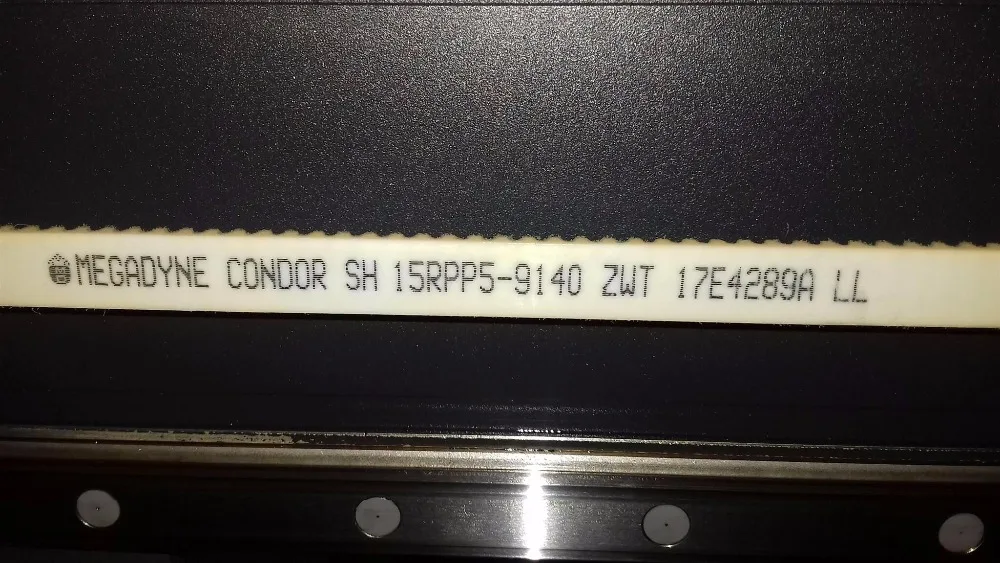 MEGADYNE CONDOR SH 15RPP5-9140 ZWT 17E4289A LL